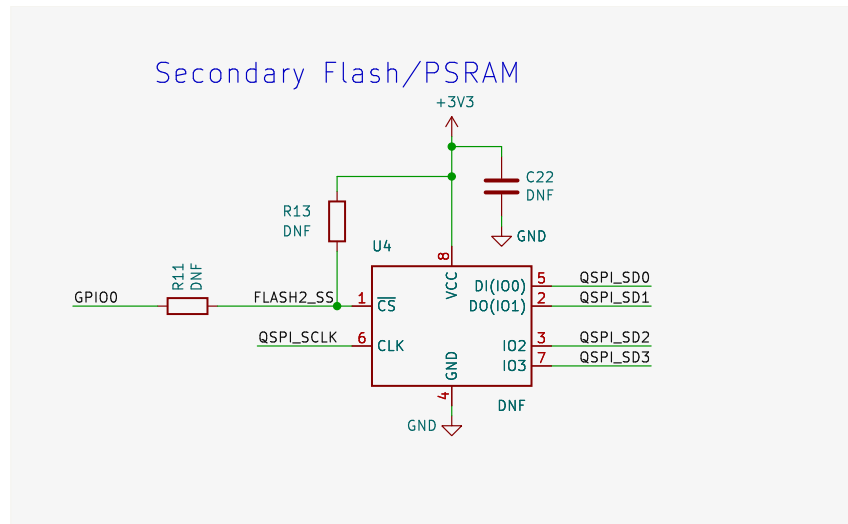 Secondary Flash/PSRAM
+3V3
C22
DNF
GND
R13
DNF
U4
8
VCC
R11
DNF
GPIO0
FLASH2_SS
1
CS
QSPI_SCLK
6
CLK
DI(IO0)
5
QSPI_SD0
DO(IO1)
2
QSPI_SD1
IO2
3
QSPI_SD2
IO3
7
QSPI_SD3
GND
4
DNF
GND